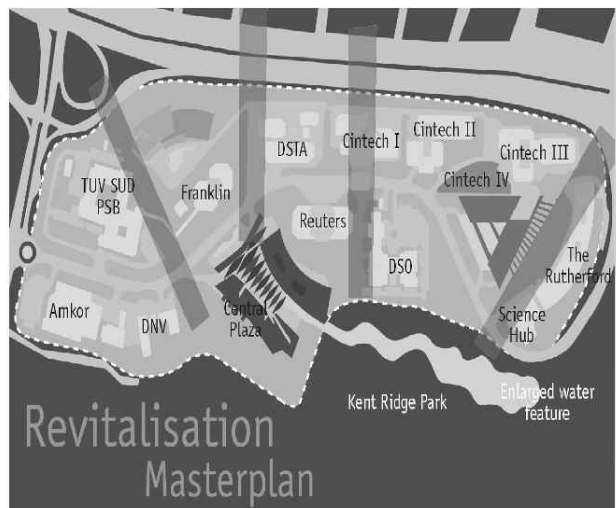 Cintech II
DSTA
Cintech I
Cintech III
TUV SUD
PSB
Franklin
Cintech IV
Reuters
DSO
The
Rutherford
Amkor
DNV
Central
Plaza
Science
Hub
Kent Ridge Park
Enlarged water
feature
Revitalisation
Masterplan